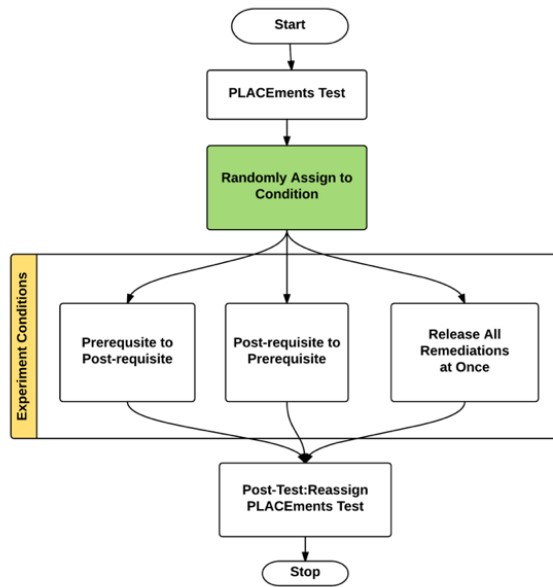 Start
PLACEments Test
Randomly Assign to
Condition
Experiment Conditions
Prerequsite to
Post-requisite
Post-requisite to
Prerequisite
Release All
Remediations
at Once
Post-Test:Reassign
PLACEments Test
Stop